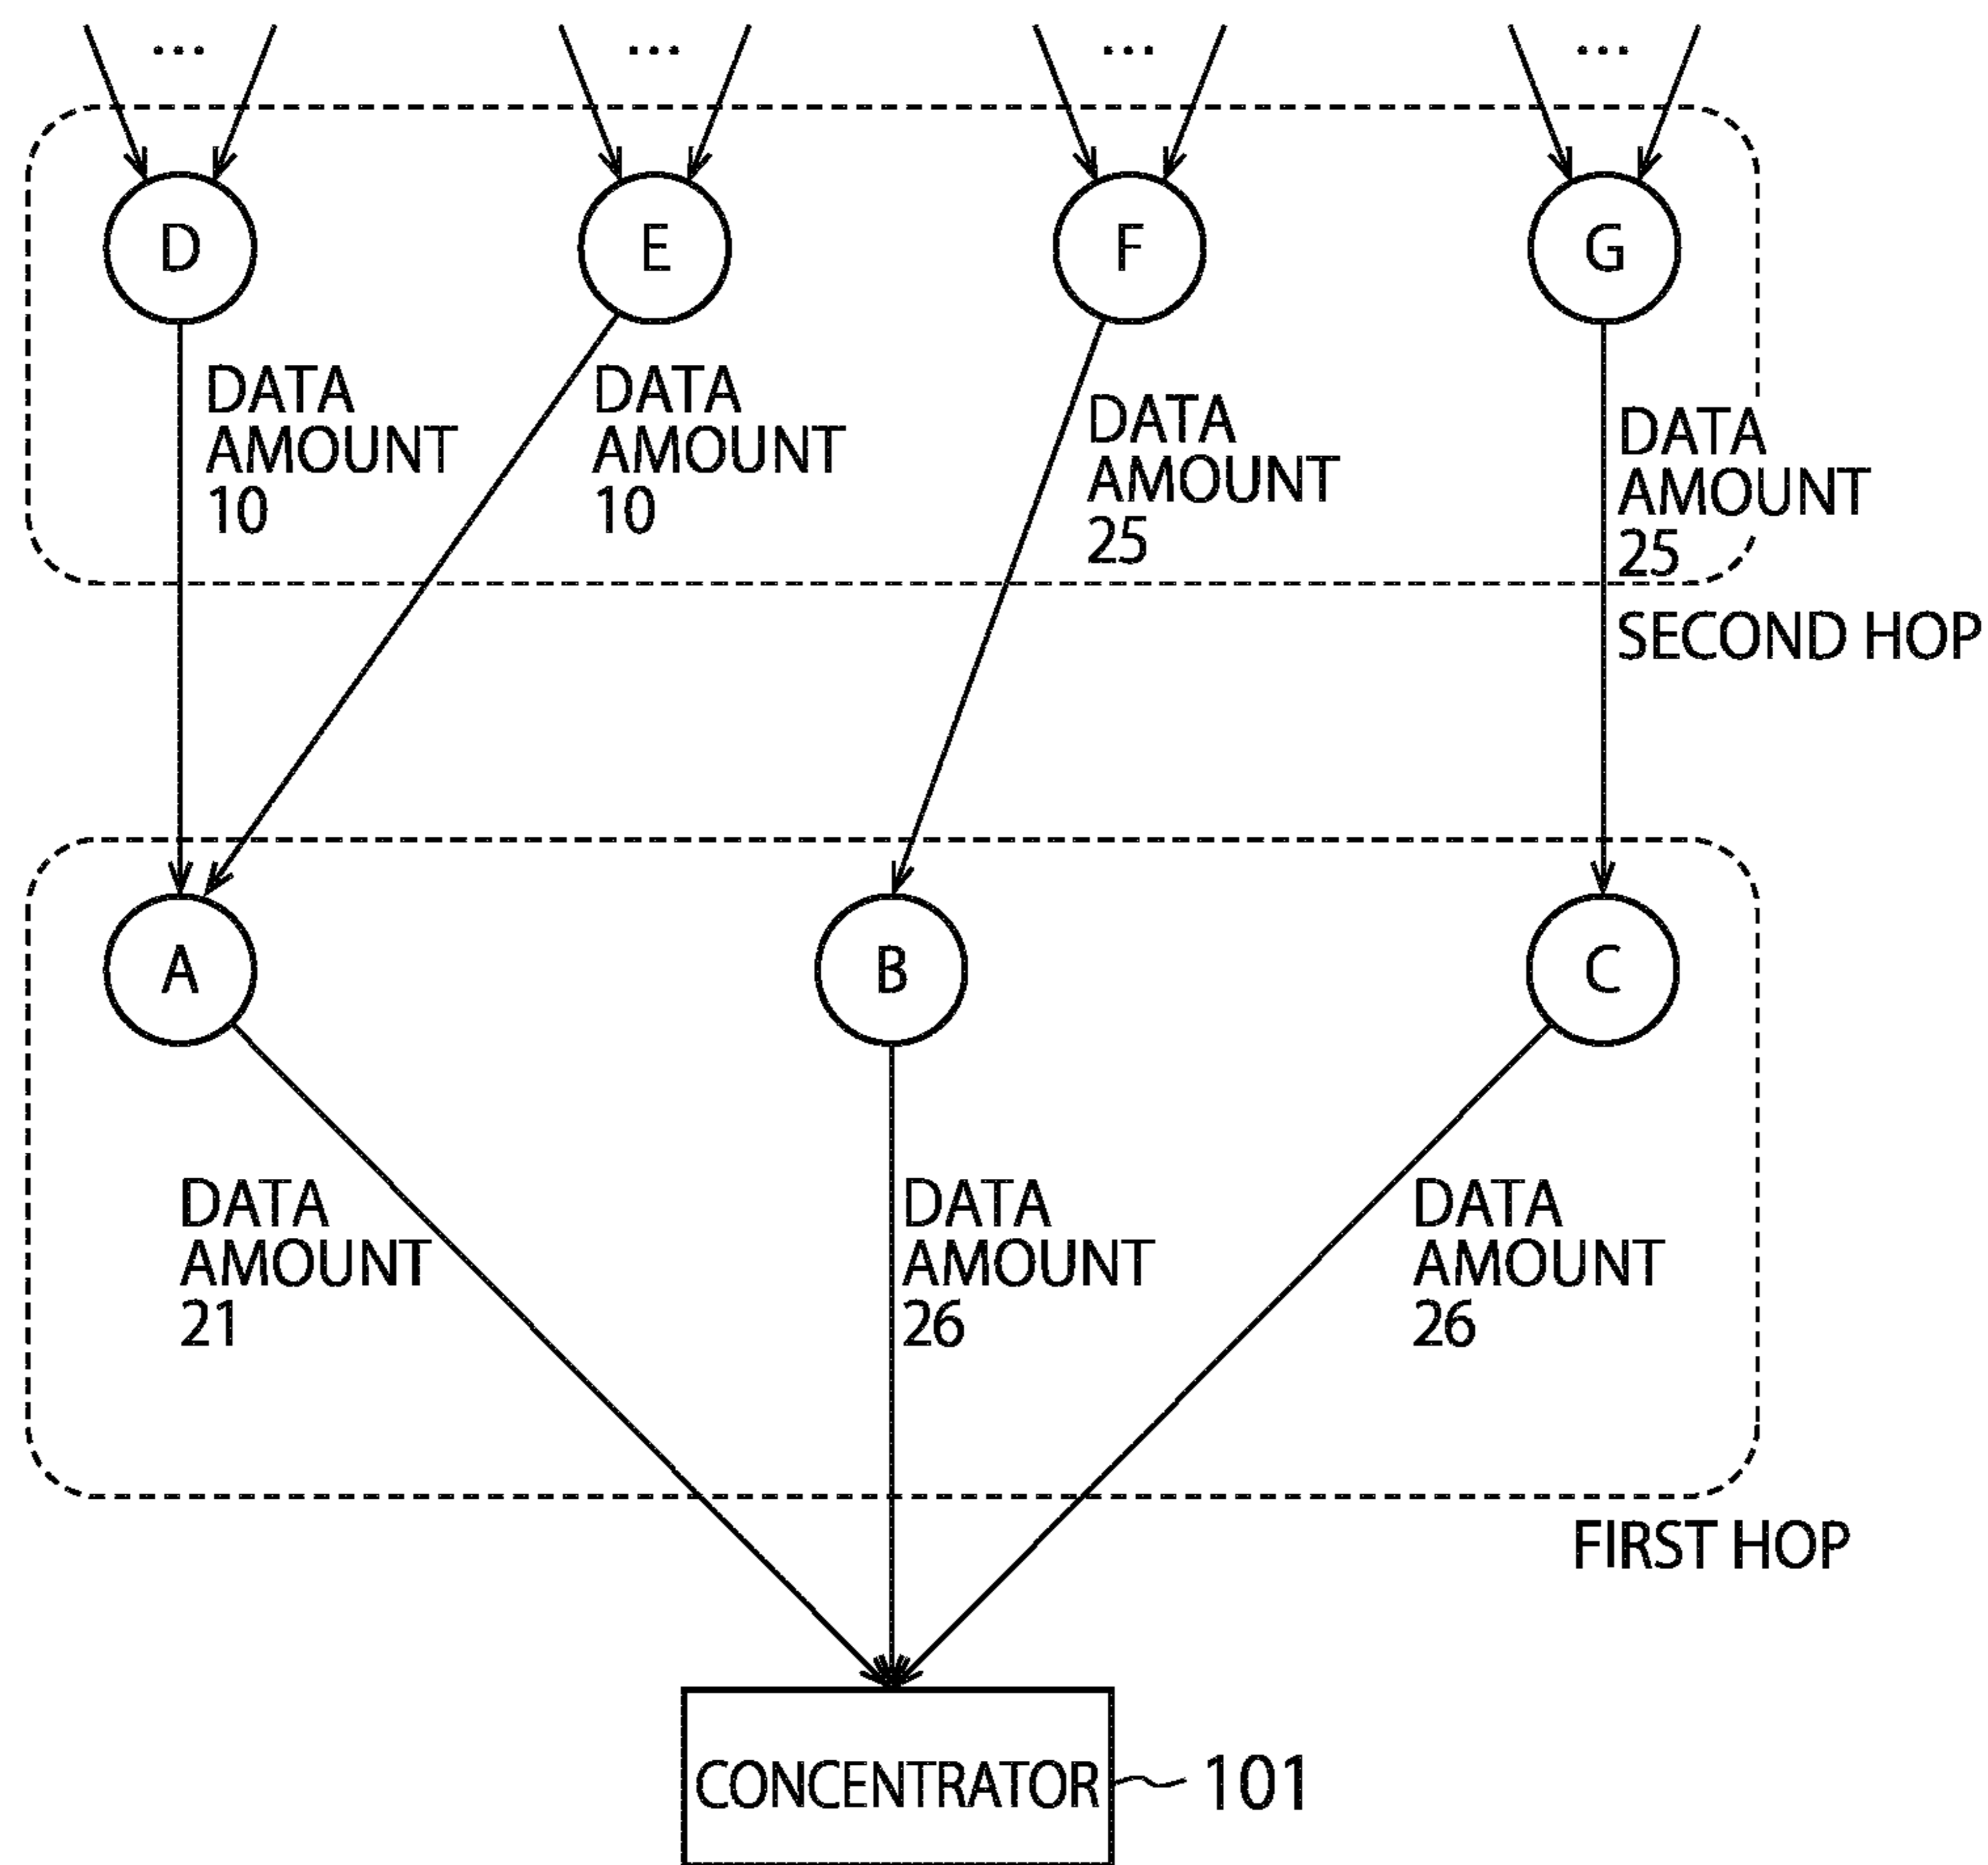 ... ... ... ...
D E F G
DATA
AMOUNT
10
DATA
AMOUNT
10
DATA
AMOUNT
25
DATA
AMOUNT
25
SECOND HOP
A B C
DATA
AMOUNT
21
DATA
AMOUNT
26
DATA
AMOUNT
26
FIRST HOP
CONCENTRATOR 101